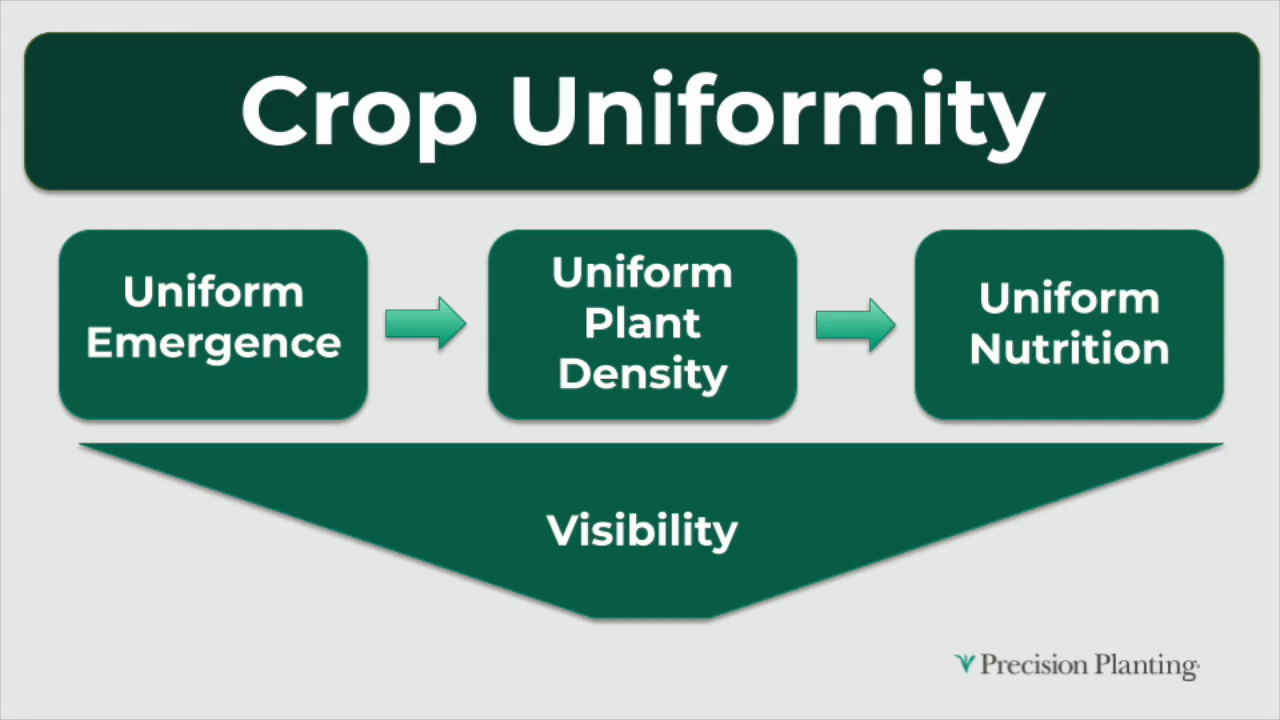 Crop Uniformity
Uniform
Emergence
Uniform
Plant
Density
Uniform
Nutrition
Visibility
Precision Planting